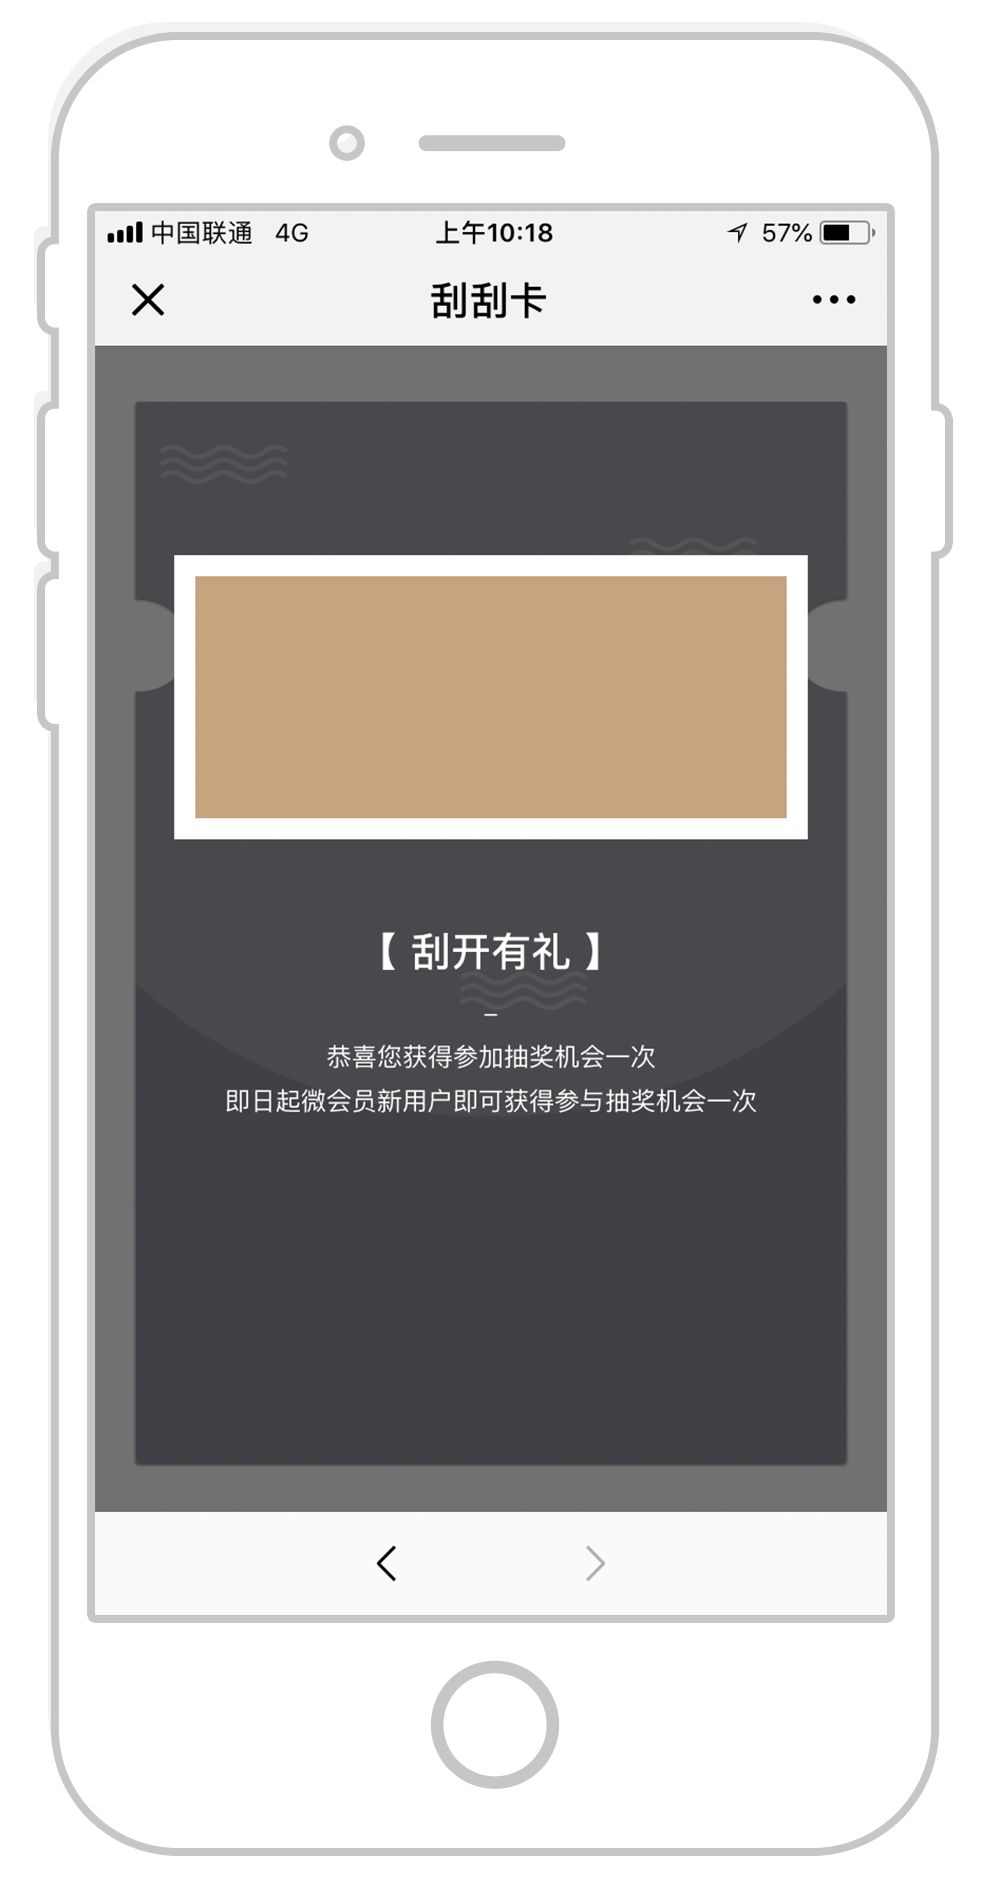 中国联通 4G 上午10:18 57%
刮刮卡
【 刮开有礼 】
恭喜您获得参加抽奖机会一次
即日起微会员新用户即可获得参与抽奖机会一次